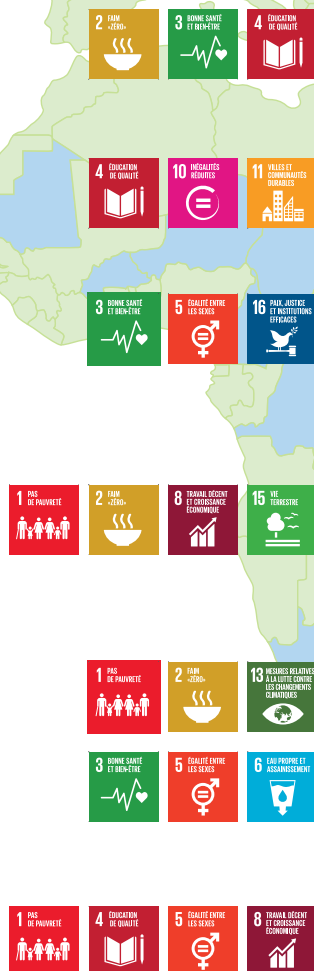 2 FAIM
«ZÉRO»
3 BONNE SANTÉ
ET BIEN-ÊTRE
4 ÉDUCATION
DE QUALITÉ
4 ÉDUCATION
DE QUALITÉ
10 INÉGALITÉS
RÉDUITES
11 VILLES ET
COMMUNAUTÉS
DURABLES
3 BONNE SANTÉ
ET BIEN-ÊTRE
5 ÉGALITÉ ENTRE
LES SEXES
16 PAIX, JUSTICE
ET INSTITUTIONS
EFFICACES
1 PAS
DE PAUVRETÉ
2 FAIM
«ZÉRO»
8 TRAVAIL DÉCENT
ET CROISSANCE
ÉCONOMIQUE
15 VIE
TERRESTRE
1 PAS
DE PAUVRETÉ
2 FAIM
«ZÉRO»
13 MESURES RELATIVES
À LA LUTTE CONTRE
LES CHANGEMENTS
CLIMATIQUES
3 BONNE SANTÉ
ET BIEN-ÊTRE
5 ÉGALITÉ ENTRE
LES SEXES
6 EAU PROPRE ET
ASSAINISSEMENT
1 PAS
DE PAUVRETÉ
4 ÉDUCATION
DE QUALITÉ
5 ÉGALITÉ ENTRE
LES SEXES
8 TRAVAIL DÉCENT
ET CROISSANCE
ÉCONOMIQUE